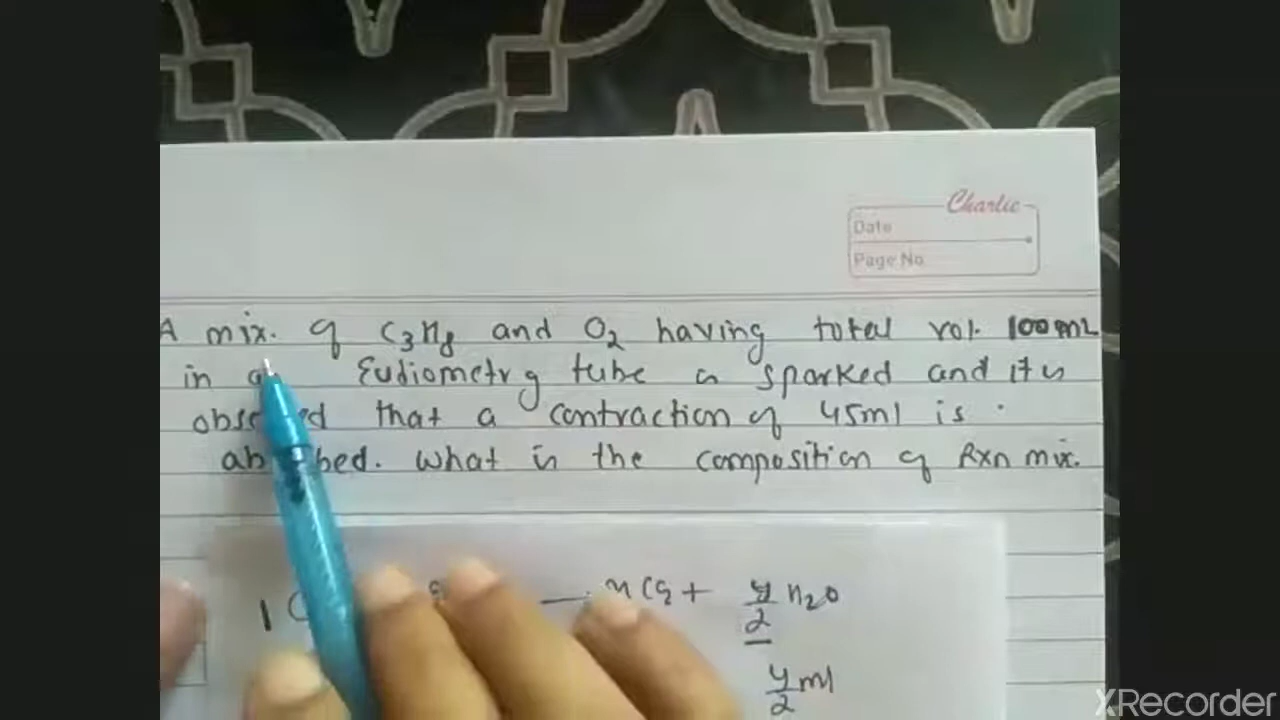 Charlie
Date
Page No
A mix. of C3H8 and O2 having total vol. 100mL
in a Eudiometry tube is sparked and it is
that a contraction of 45ml is
What is the composition of Rxn mix.
1 C → x CO2 + y/2 H2O
y/2 ml
XRecorder